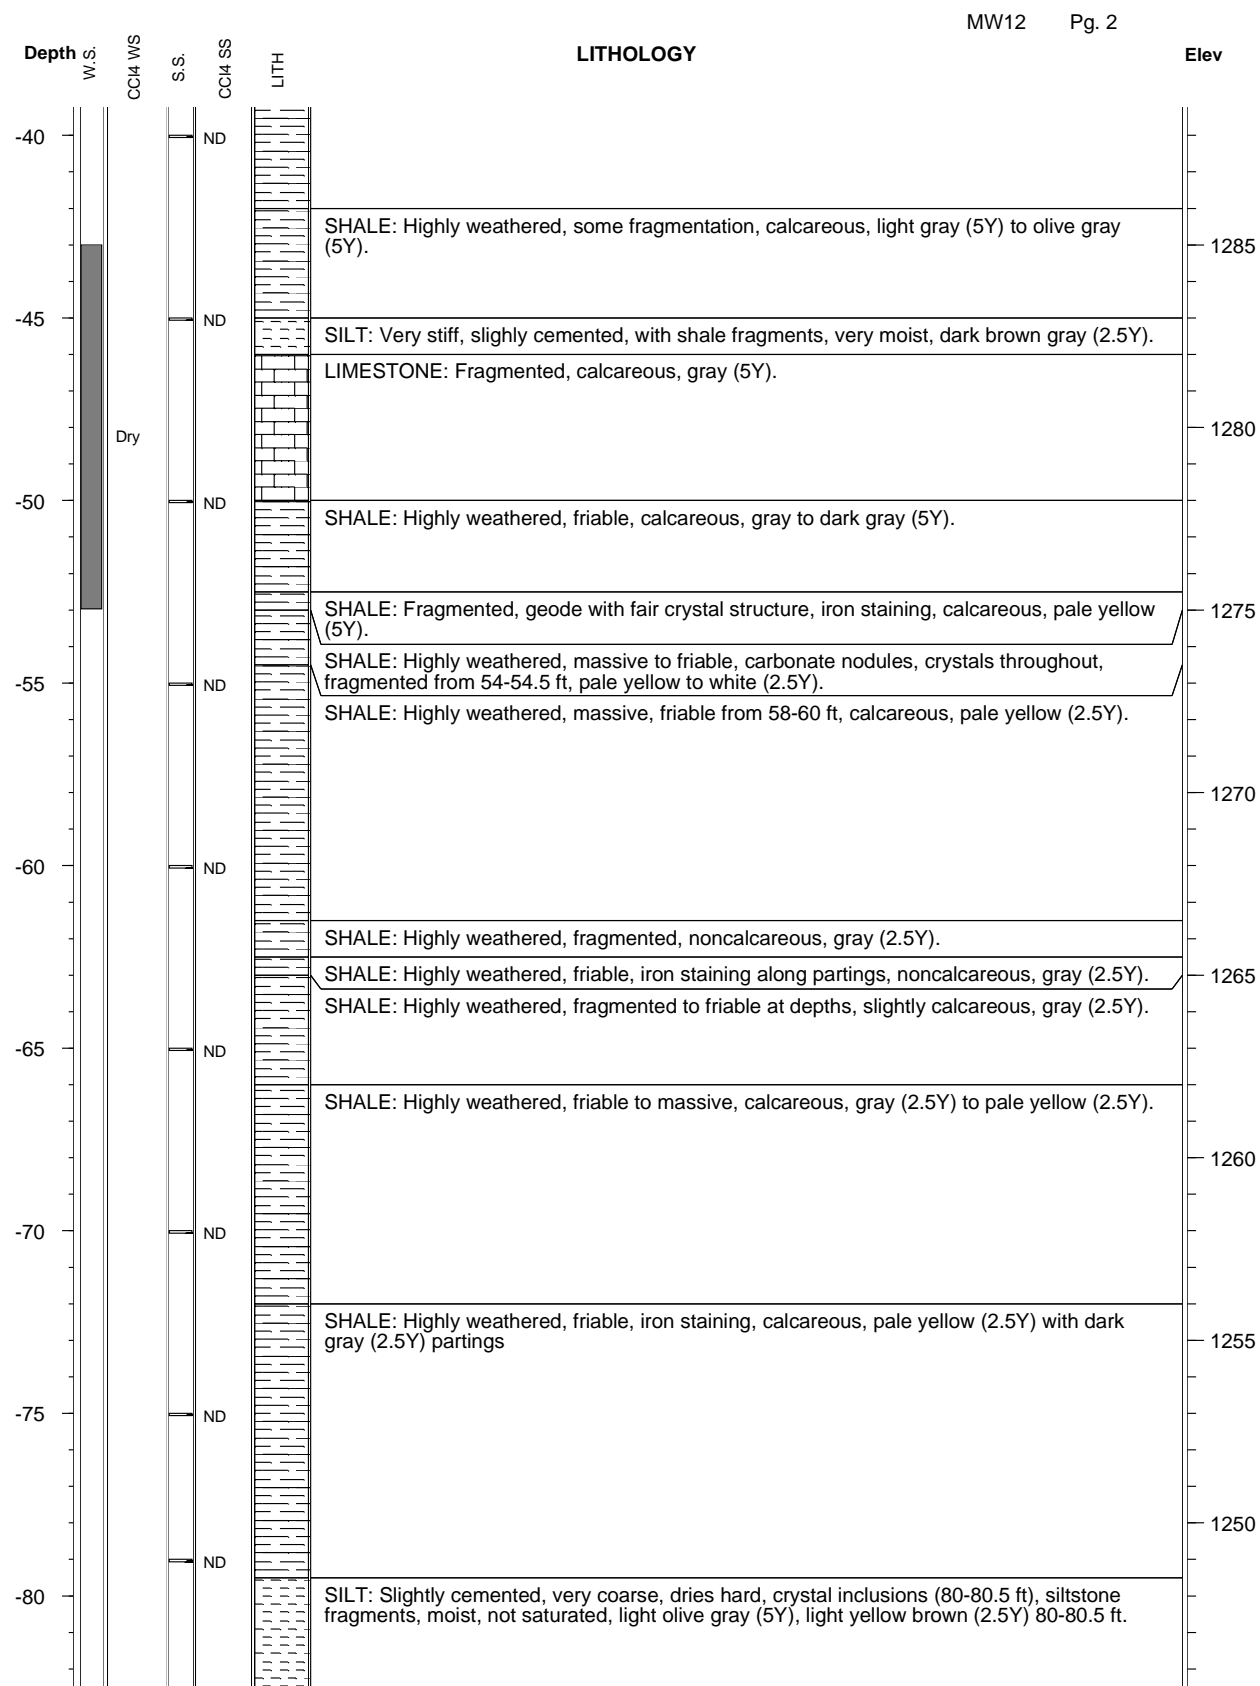 MW12 Pg. 2
Depth W.S. CCl4 WS S.S. CCl4 SS LITH LITHOLOGY Elev
-40 ND
SHALE: Highly weathered, some fragmentation, calcareous, light gray (5Y) to olive gray
(5Y).
1285
-45 ND
SILT: Very stiff, slighly cemented, with shale fragments, very moist, dark brown gray (2.5Y).
LIMESTONE: Fragmented, calcareous, gray (5Y).
Dry 1280
-50 ND
SHALE: Highly weathered, friable, calcareous, gray to dark gray (5Y).
SHALE: Fragmented, geode with fair crystal structure, iron staining, calcareous, pale yellow
(5Y).
1275
SHALE: Highly weathered, massive to friable, carbonate nodules, crystals throughout,
fragmented from 54-54.5 ft, pale yellow to white (2.5Y).
-55 ND
SHALE: Highly weathered, massive, friable from 58-60 ft, calcareous, pale yellow (2.5Y).
1270
-60 ND
SHALE: Highly weathered, fragmented, noncalcareous, gray (2.5Y).
SHALE: Highly weathered, friable, iron staining along partings, noncalcareous, gray (2.5Y).
1265
SHALE: Highly weathered, fragmented to friable at depths, slightly calcareous, gray (2.5Y).
-65 ND
SHALE: Highly weathered, friable to massive, calcareous, gray (2.5Y) to pale yellow (2.5Y).
1260
-70 ND
SHALE: Highly weathered, friable, iron staining, calcareous, pale yellow (2.5Y) with dark
gray (2.5Y) partings
1255
-75 ND
1250
ND
-80
SILT: Slightly cemented, very coarse, dries hard, crystal inclusions (80-80.5 ft), siltstone
fragments, moist, not saturated, light olive gray (5Y), light yellow brown (2.5Y) 80-80.5 ft.